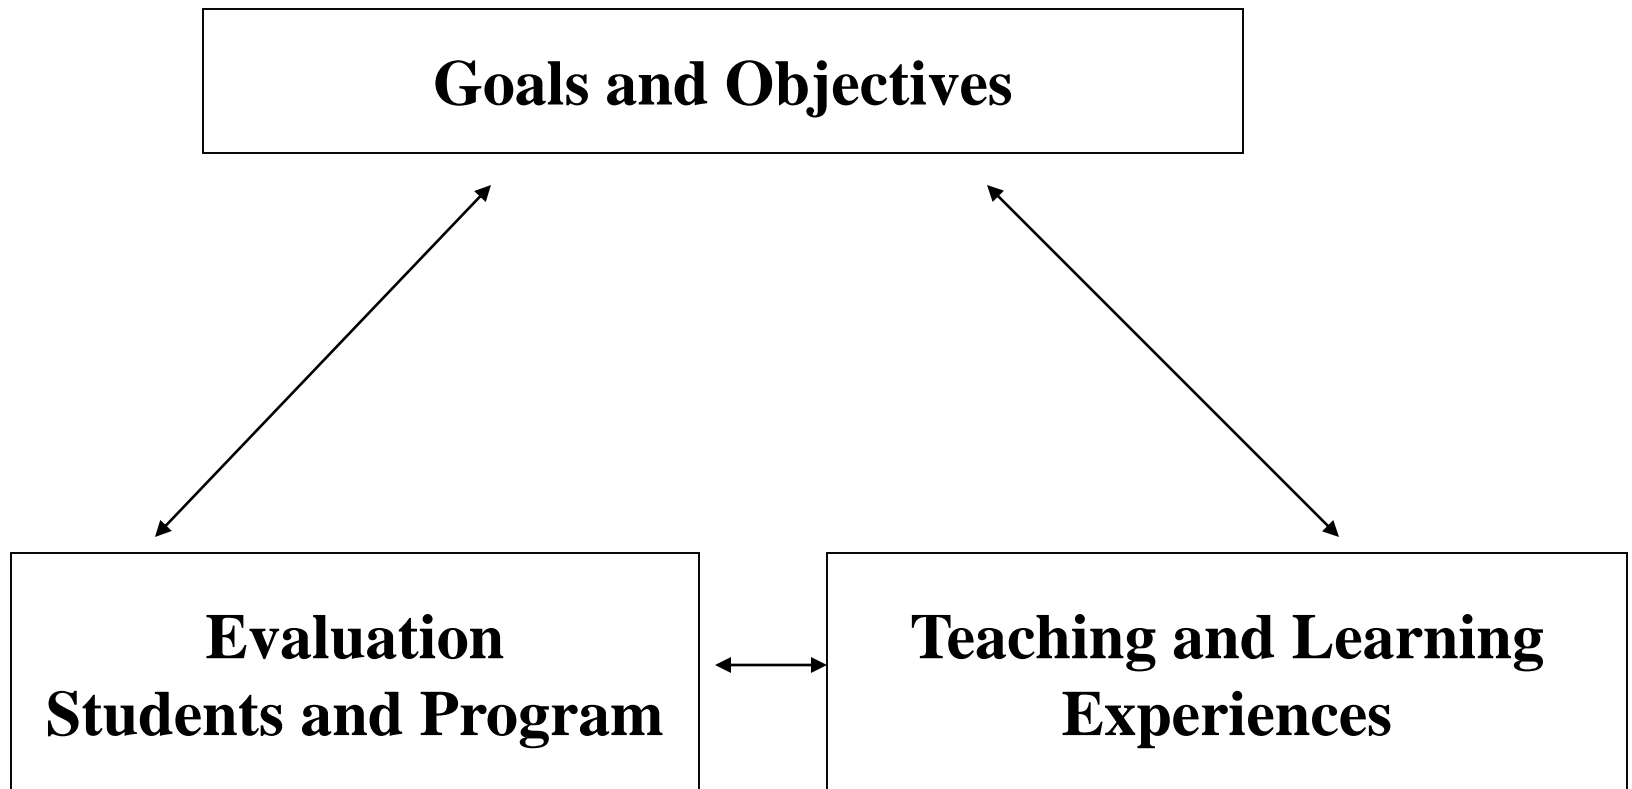 Goals and Objectives
Evaluation
Students and Program
Teaching and Learning
Experiences